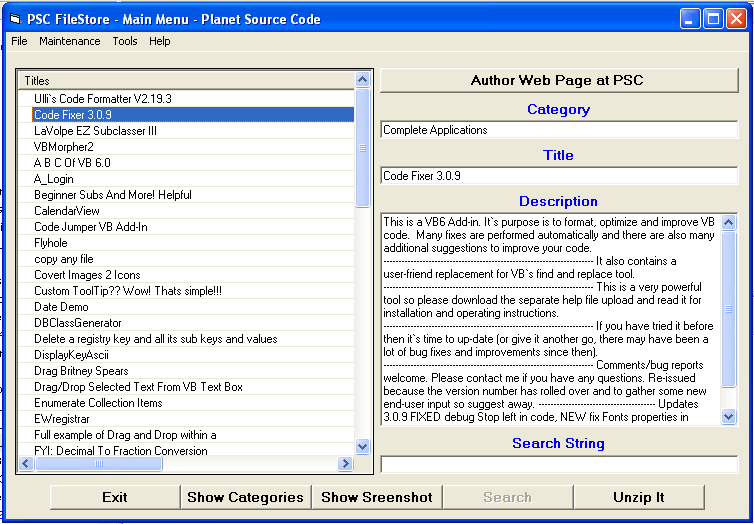 PSC FileStore - Main Menu - Planet Source Code
File Maintenance Tools Help
Titles
Ulli`s Code Formatter V2.19.3
Code Fixer 3.0.9
LaVolpe EZ Subclasser III
VBMorpher2
A B C Of VB 6.0
A_Login
Beginner Subs And More! Helpful
CalendarView
Code Jumper VB Add-In
Flyhole
copy any file
Covert Images 2 Icons
Custom ToolTip?? Wow! Thats simple!!!
Date Demo
DBClassGenerator
Delete a registry key and all its sub keys and values
DisplayKeyAscii
Drag Britney Spears
Drag/Drop Selected Text From VB Text Box
Enumerate Collection Items
EWregistrar
Full example of Drag and Drop within a
FYI: Decimal To Fraction Conversion
Author Web Page at PSC
Category
Complete Applications
Title
Code Fixer 3.0.9
Description
This is a VB6 Add-in. It`s purpose is to format, optimize and improve VB
code. Many fixes are performed automatically and there are also many
additional suggestions to improve your code.
------------------------------------------------------------ It also contains a
user-friend replacement for VB`s find and replace tool.
------------------------------------------------------------ This is a very powerful
tool so please download the separate help file upload and read it for
installation and operating instructions.
------------------------------------------------------------ If you have tried it before
then it`s time to up-date (or give it another go, there may have been a
lot of bug fixes and improvements since then).
------------------------------------------------------------ Comments/bug reports
welcome. Please contact me if you have any questions. Re-issued
because the version number has rolled over and to gather some new
end-user input so suggest away. --------------------------------- Updates
3.0.9 FIXED debug Stop left in code, NEW fix Fonts properties in
Search String
Exit
Show Categories
Show Sreenshot
Search
Unzip It